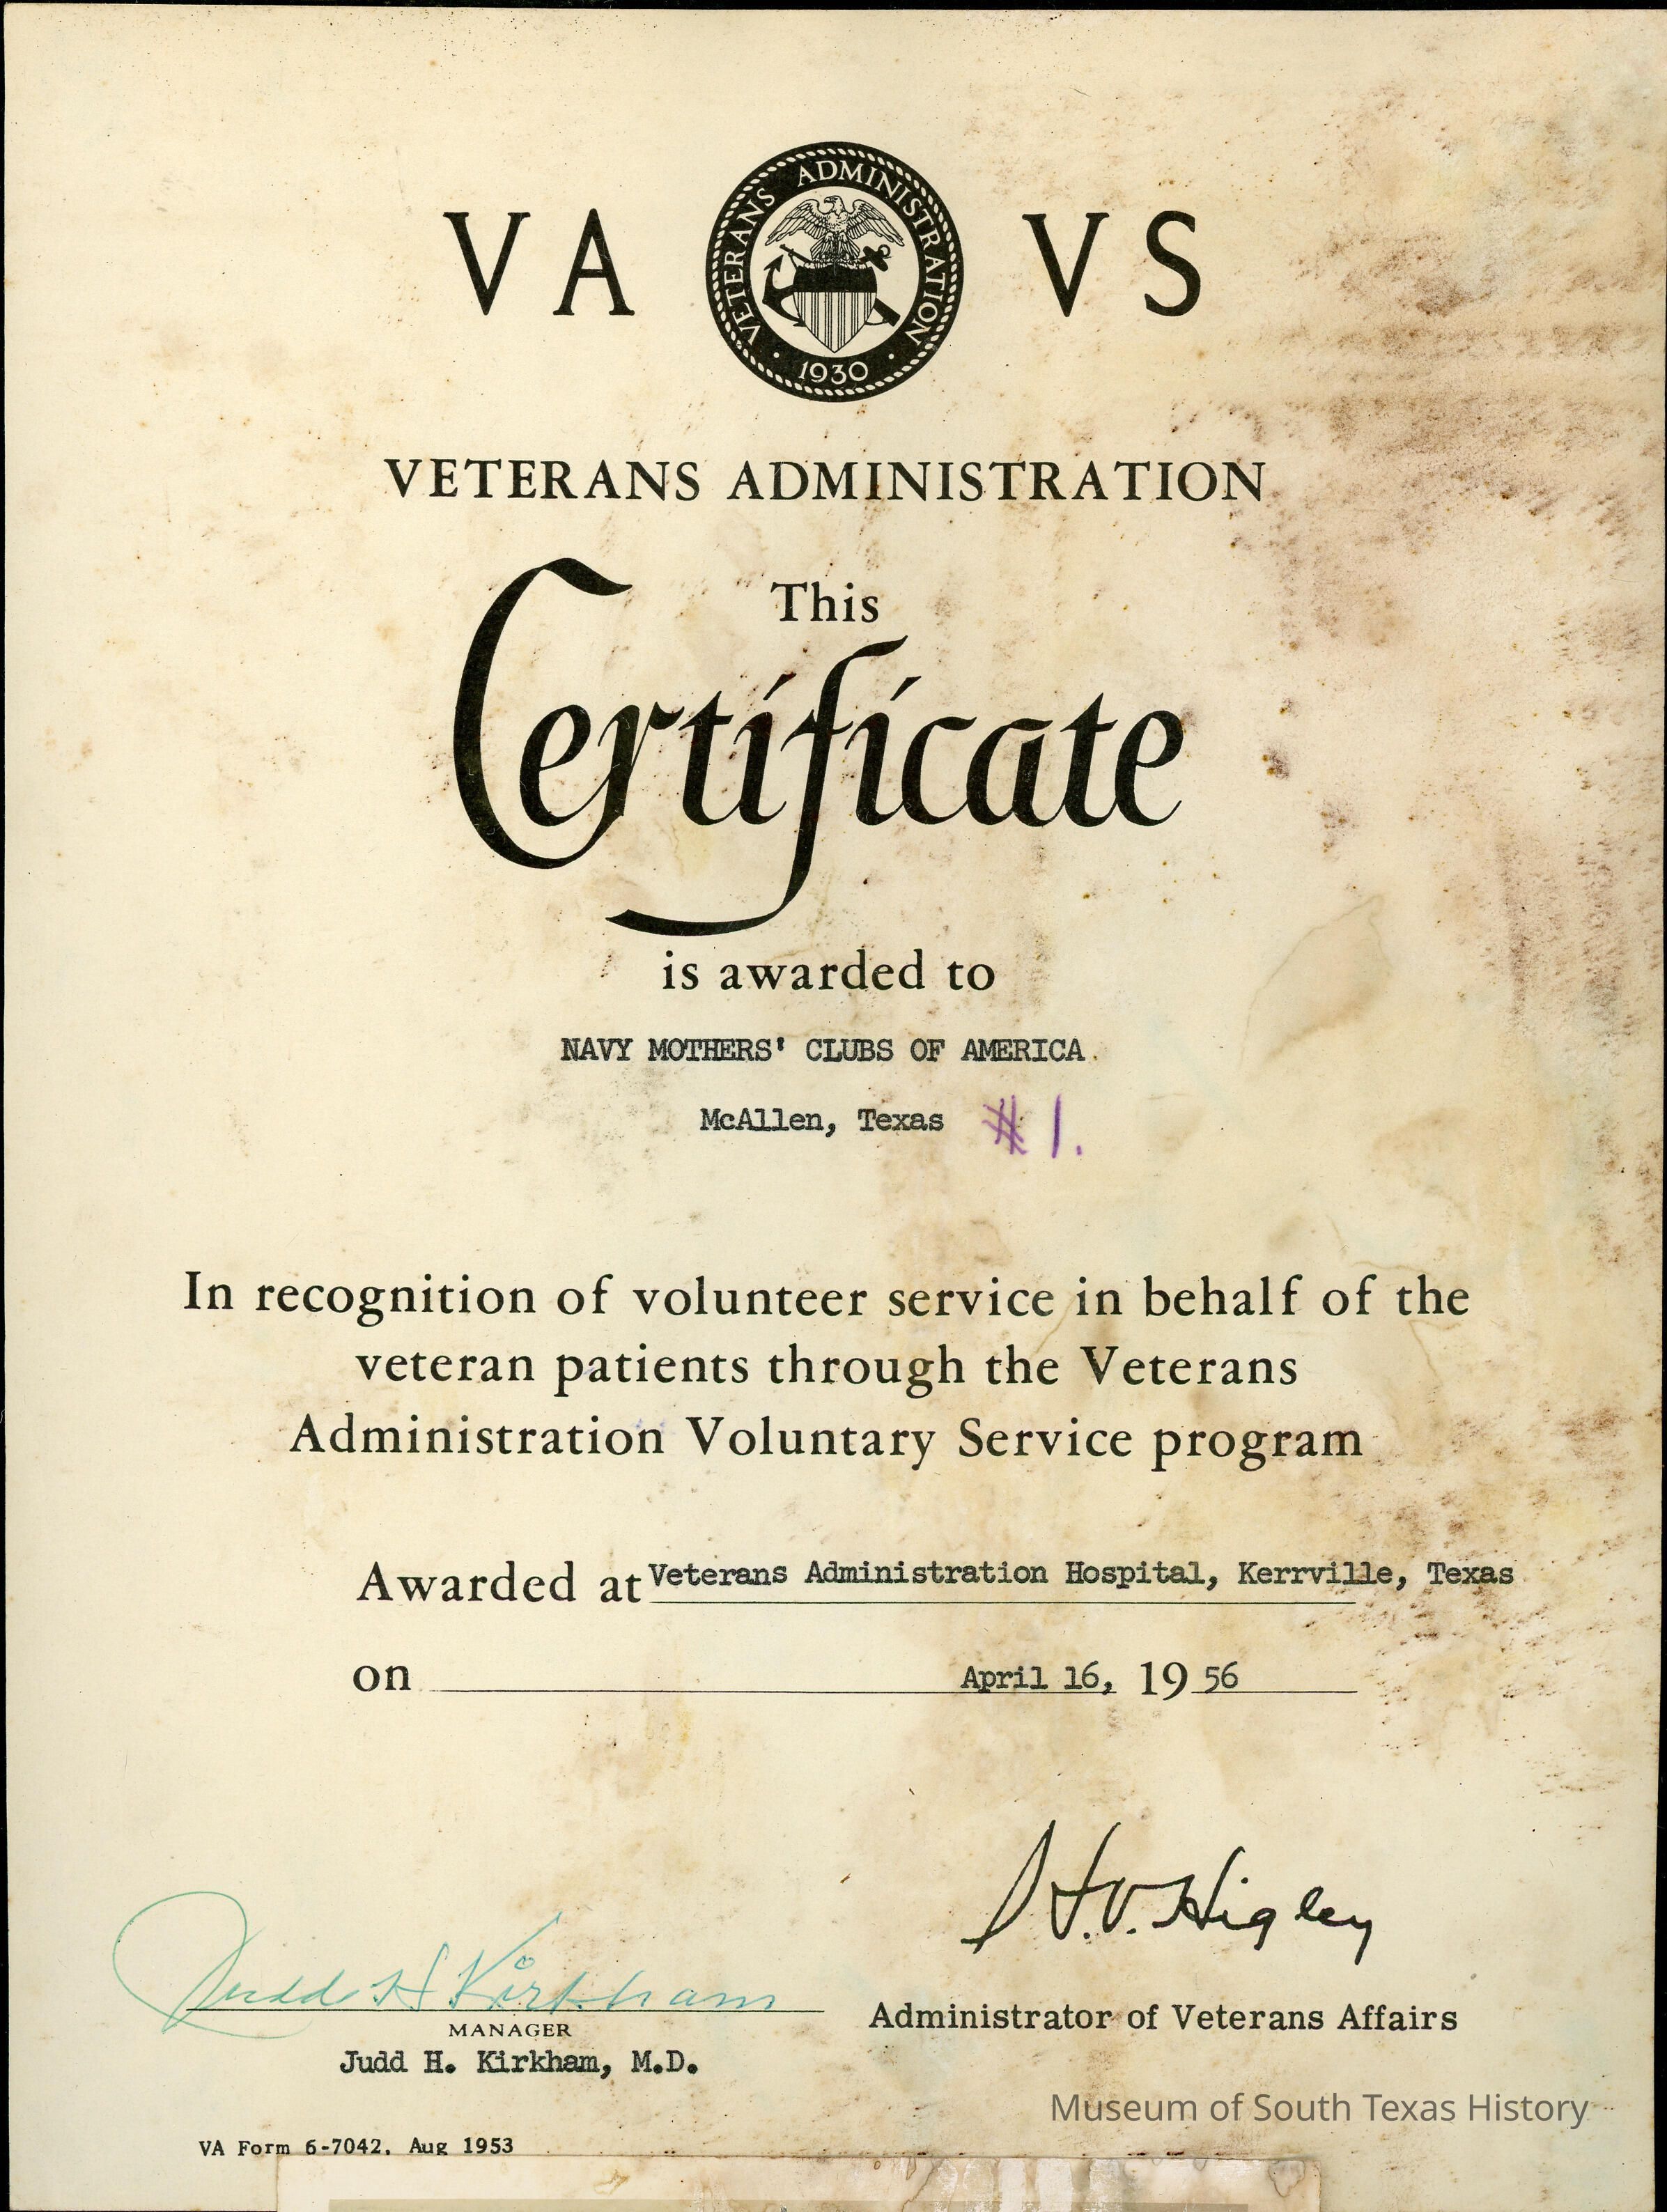 V A V S
VETERANS ADMINISTRATION
· 1930 ·
VETERANS ADMINISTRATION
This
Certificate
is awarded to
NAVY MOTHERS' CLUBS OF AMERICA.
McAllen, Texas #1.
In recognition of volunteer service in behalf of the
veteran patients through the Veterans
Administration Voluntary Service program
Awarded at Veterans Administration Hospital, Kerrville, Texas
on April 16, 19 56
H.V. Higley
Judd H Kirkham
Administrator of Veterans Affairs
MANAGER
Judd H. Kirkham, M.D.
Museum of South Texas History
VA Form 6-7042, Aug 1953